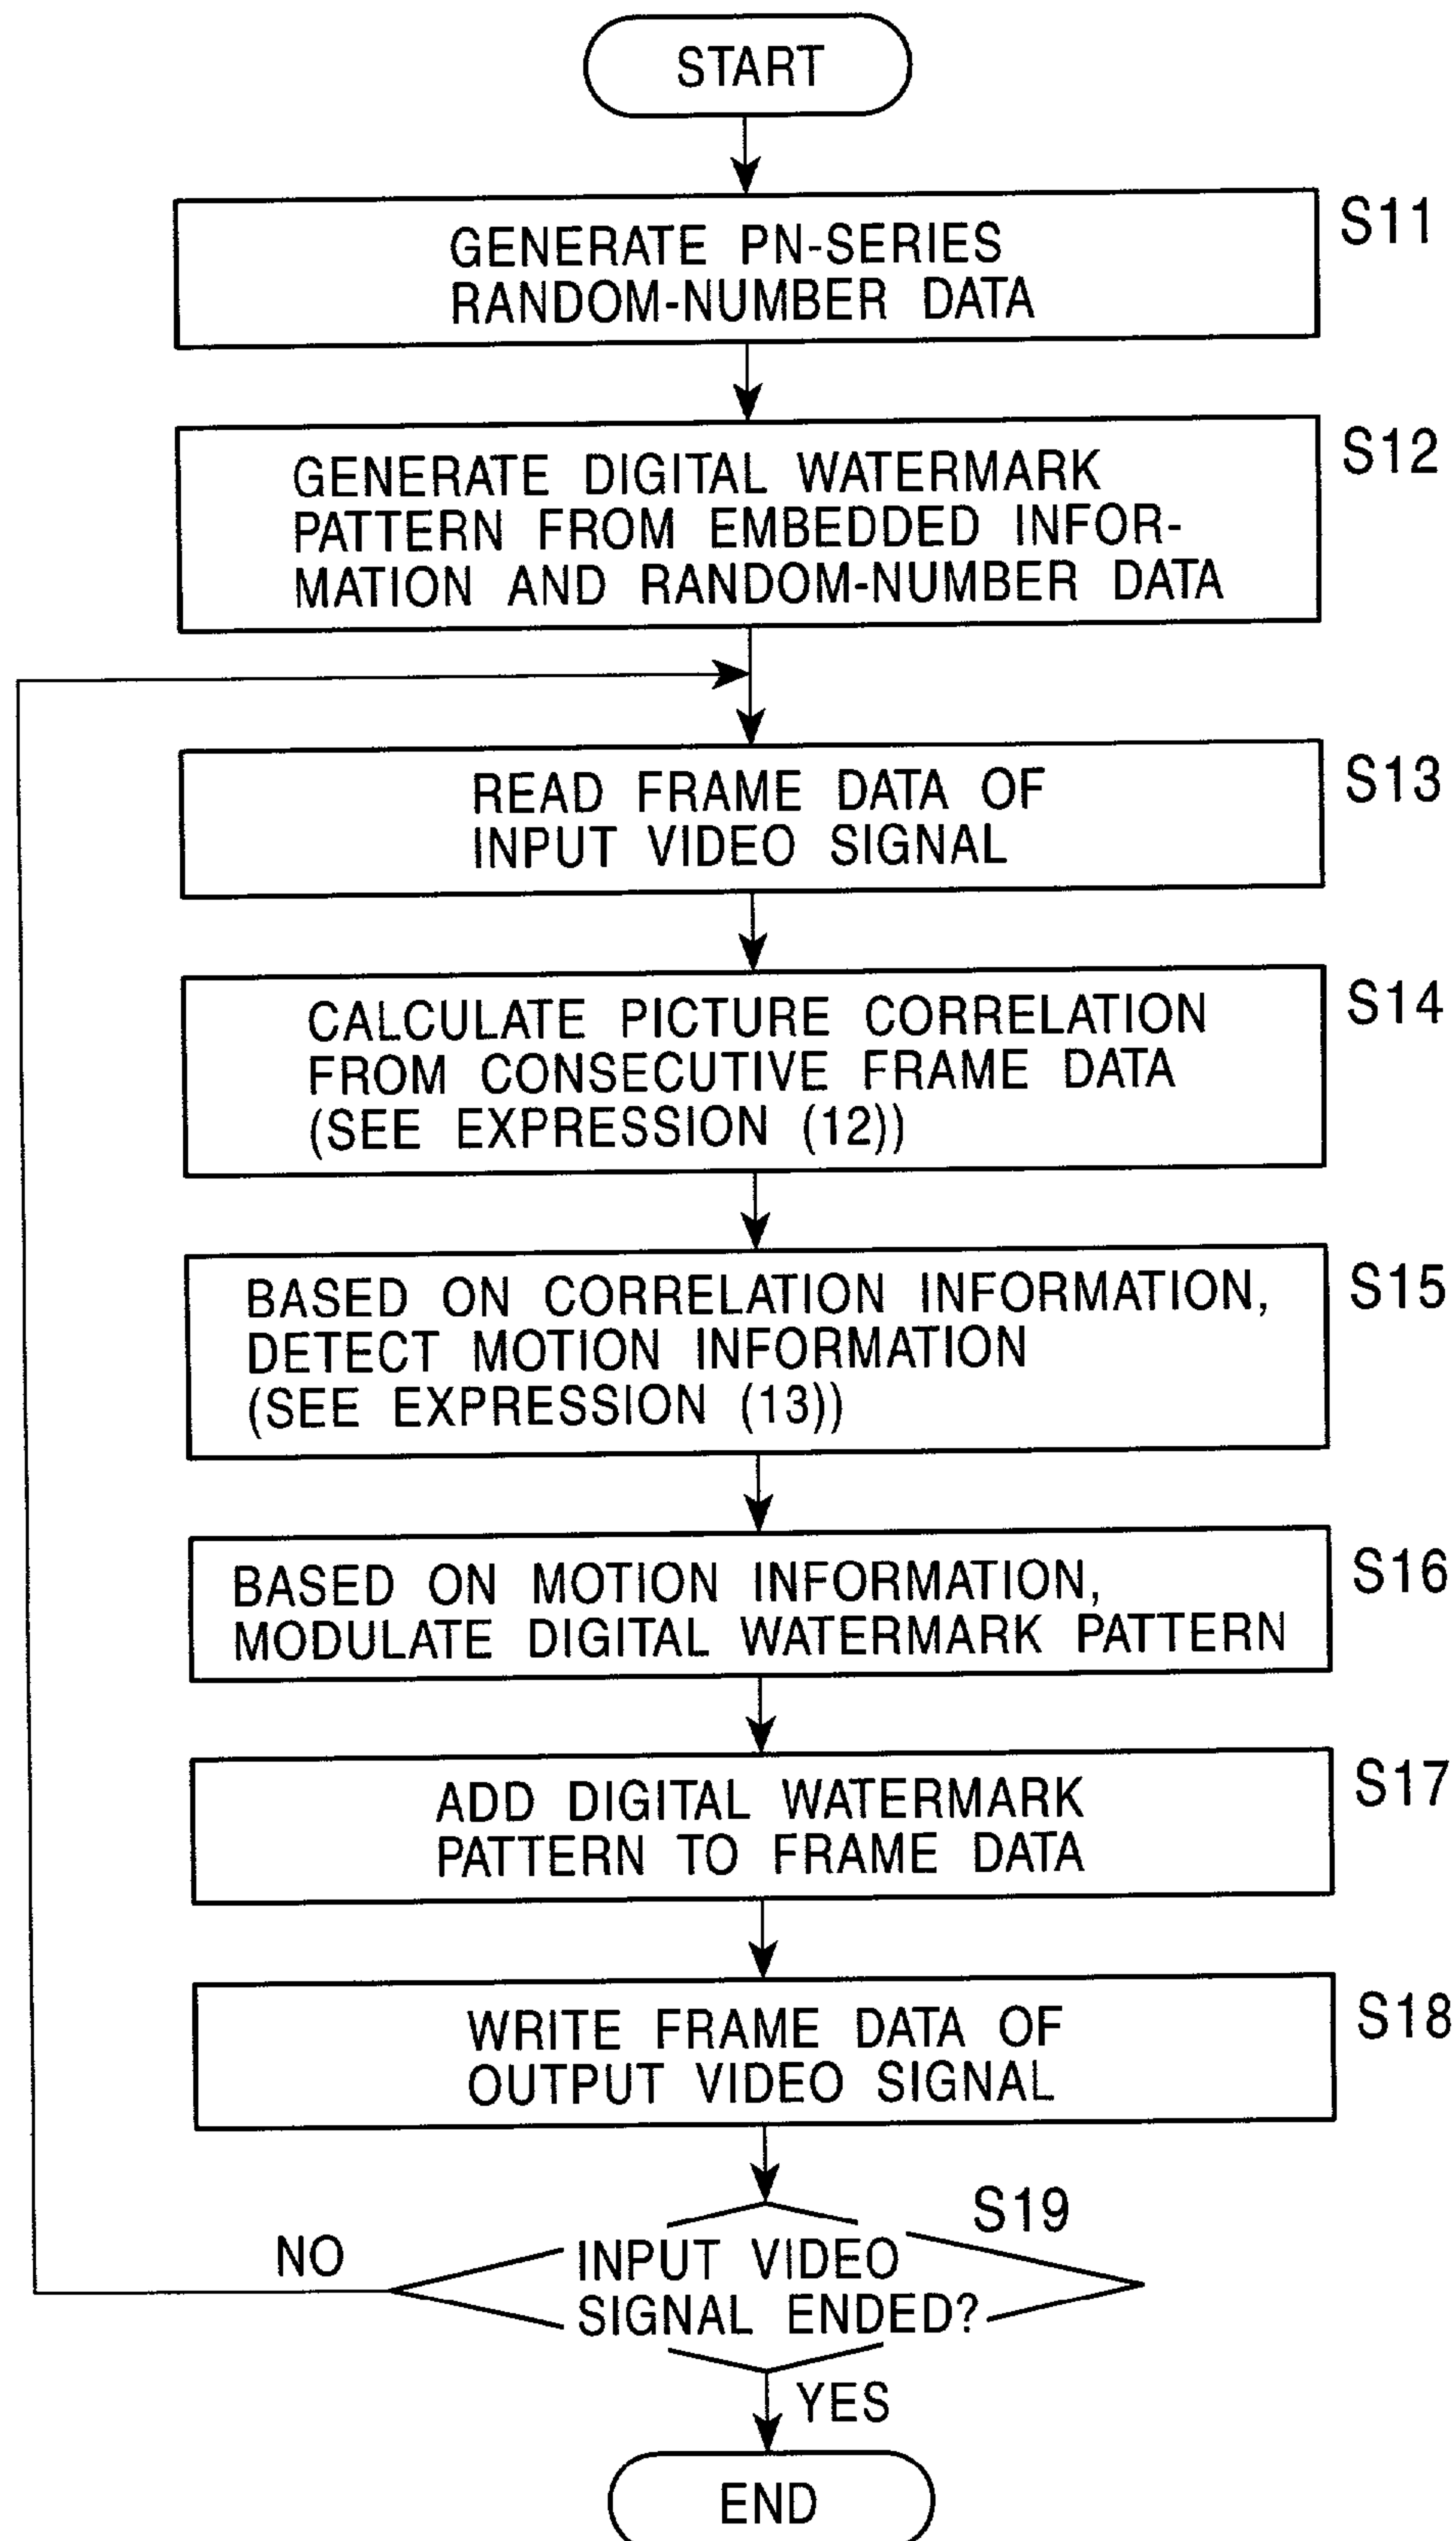 START
S11
GENERATE PN-SERIES
RANDOM-NUMBER DATA
S12
GENERATE DIGITAL WATERMARK
PATTERN FROM EMBEDDED INFOR-
MATION AND RANDOM-NUMBER DATA
S13
READ FRAME DATA OF
INPUT VIDEO SIGNAL
S14
CALCULATE PICTURE CORRELATION
FROM CONSECUTIVE FRAME DATA
(SEE EXPRESSION (12))
S15
BASED ON CORRELATION INFORMATION,
DETECT MOTION INFORMATION
(SEE EXPRESSION (13))
S16
BASED ON MOTION INFORMATION,
MODULATE DIGITAL WATERMARK PATTERN
S17
ADD DIGITAL WATERMARK
PATTERN TO FRAME DATA
S18
WRITE FRAME DATA OF
OUTPUT VIDEO SIGNAL
S19
NO
INPUT VIDEO
SIGNAL ENDED?
YES
END